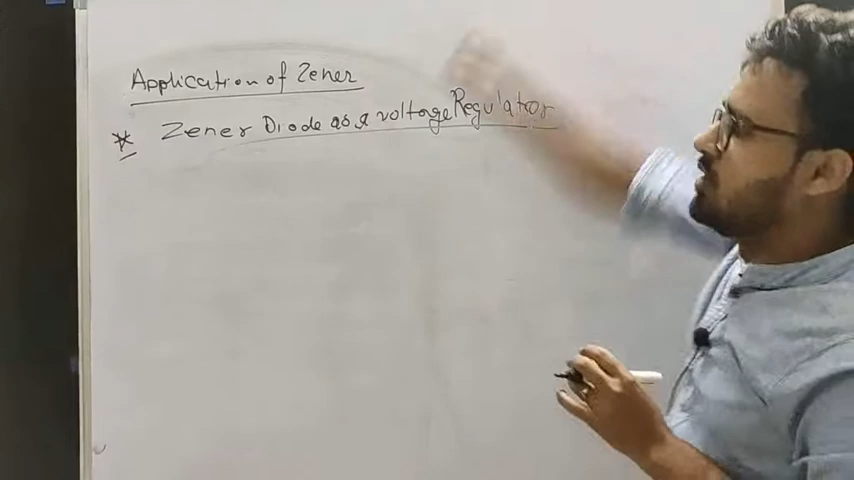 Application of Zener
* Zener Diode as a voltage Regulator